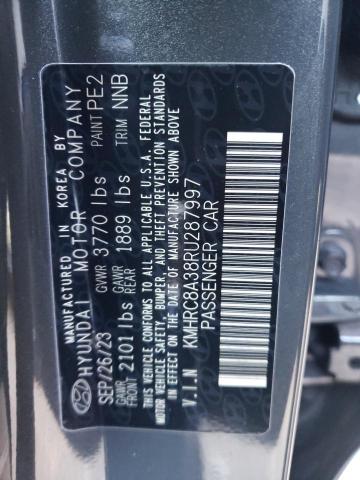 MANUFACTURED IN KOREA BY
HYUNDAI MOTOR COMPANY
SEP/26/23 GVWR 3770 lbs PAINT PE2
GAWR FRONT 2101 lbs GAWR REAR 1889 lbs TRIM NNB
THIS VEHICLE CONFORMS TO ALL APPLICABLE U.S.A. FEDERAL
MOTOR VEHICLE SAFETY, BUMPER, AND THEFT PREVENTION STANDARDS
IN EFFECT ON THE DATE OF MANUFACTURE SHOWN ABOVE
V.I.N KMHRC8A38RU287997
PASSENGER CAR